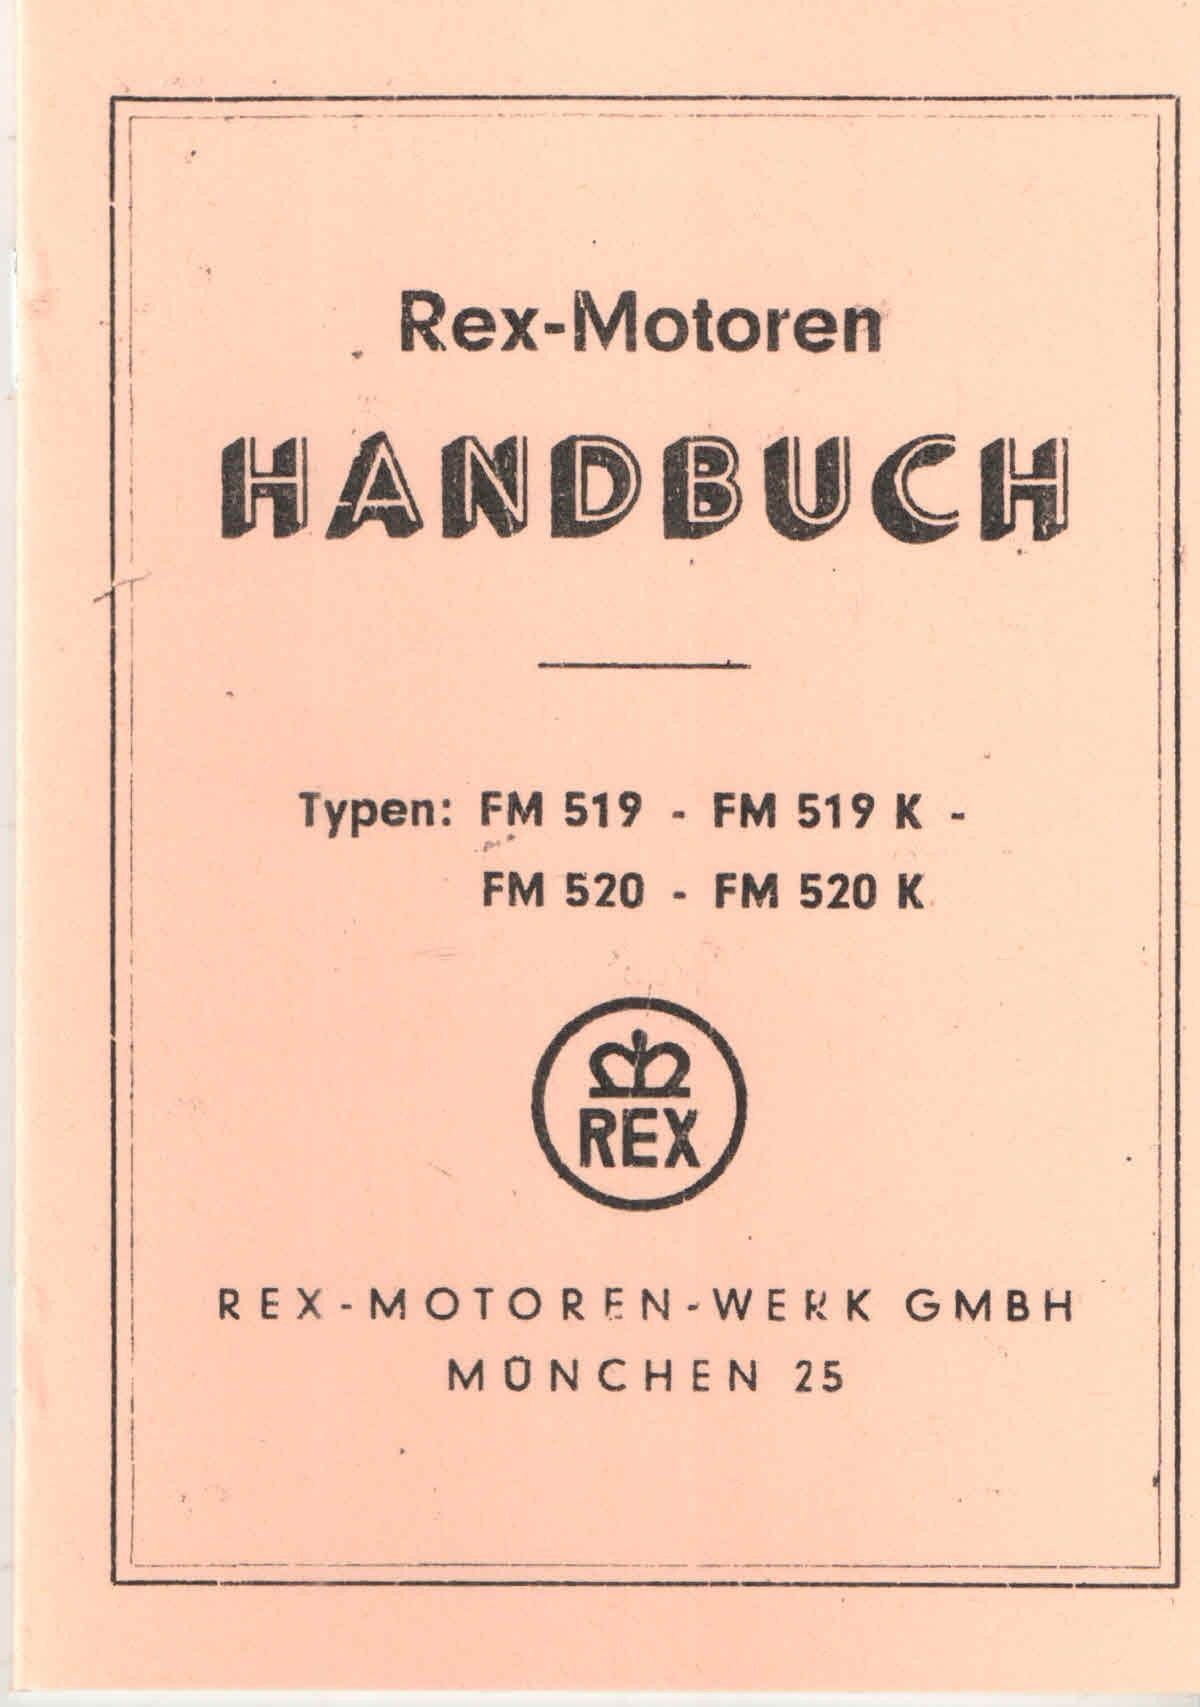 Rex-Motoren
HANDBUCH
Typen: FM 519 - FM 519 K -
FM 520 - FM 520 K
REX
REX-MOTOREN-WERK GMBH
MÜNCHEN 25